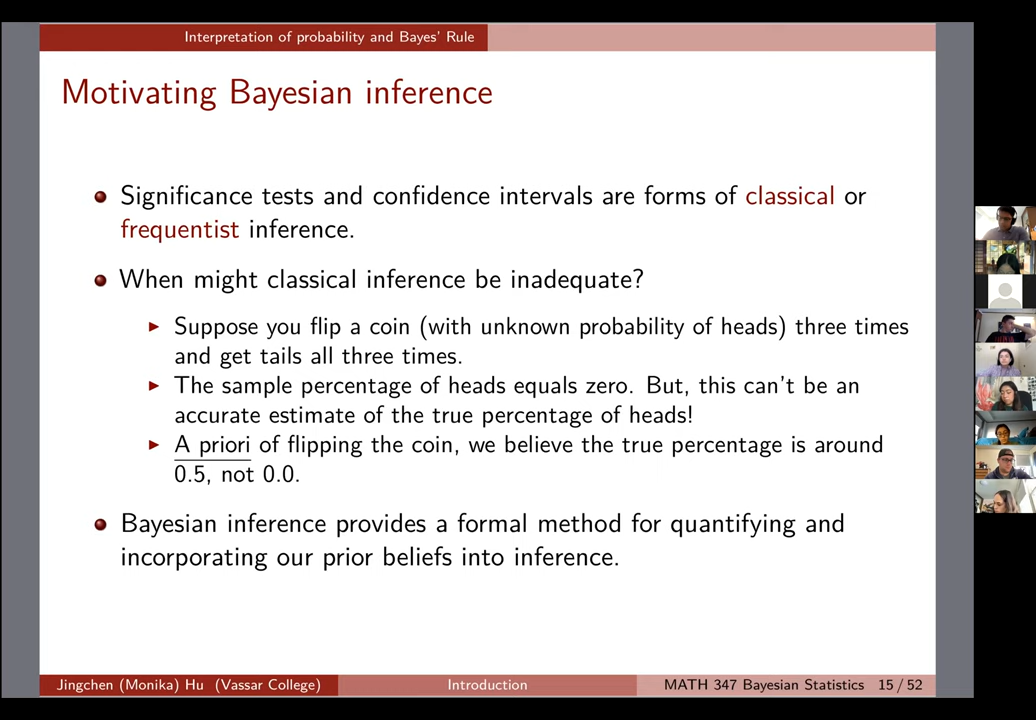 Interpretation of probability and Bayes' Rule
Motivating Bayesian inference
Significance tests and confidence intervals are forms of classical or
frequentist inference.
When might classical inference be inadequate?
Suppose you flip a coin (with unknown probability of heads) three times
and get tails all three times.
The sample percentage of heads equals zero. But, this can't be an
accurate estimate of the true percentage of heads!
A priori of flipping the coin, we believe the true percentage is around
0.5, not 0.0.
Bayesian inference provides a formal method for quantifying and
incorporating our prior beliefs into inference.
Jingchen (Monika) Hu (Vassar College)
Introduction
MATH 347 Bayesian Statistics 15 / 52